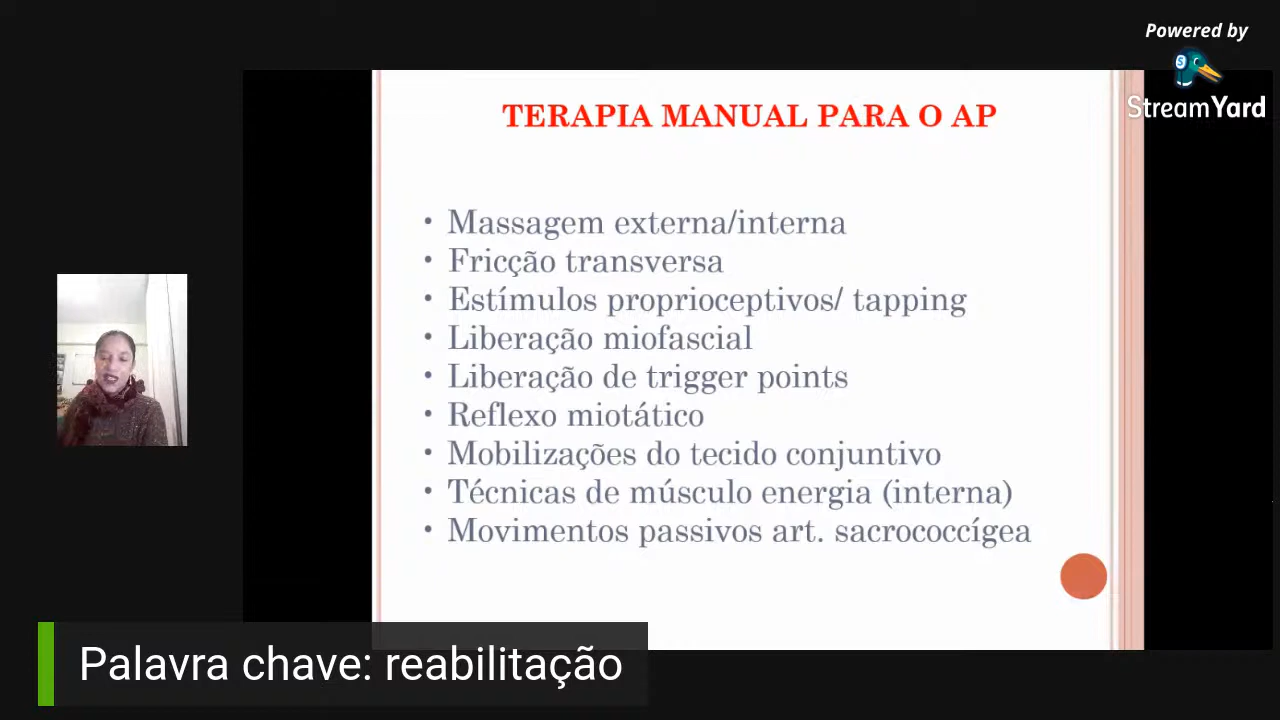 Powered by
StreamYard
TERAPIA MANUAL PARA O AP
• Massagem externa/interna
• Fricção transversa
• Estímulos proprioceptivos/ tapping
• Liberação miofascial
• Liberação de trigger points
• Reflexo miotático
• Mobilizações do tecido conjuntivo
• Técnicas de músculo energia (interna)
• Movimentos passivos art. sacrococcígea
Palavra chave: reabilitação